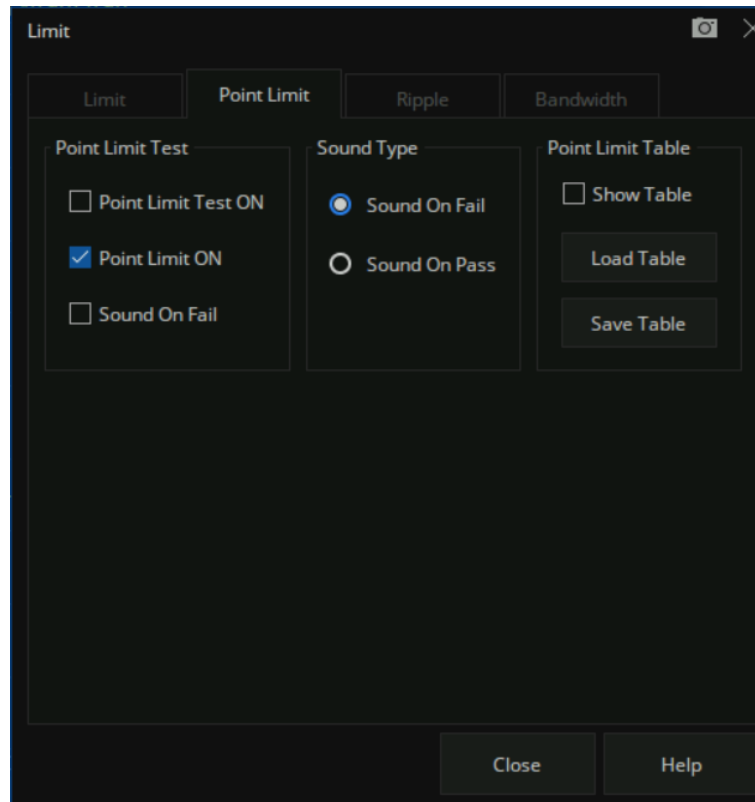 Limit
Limit
Point Limit
Ripple
Bandwidth
Point Limit Test
Point Limit Test ON
Point Limit ON
Sound On Fail
Sound Type
Sound On Fail
Sound On Pass
Point Limit Table
Show Table
Load Table
Save Table
Close
Help